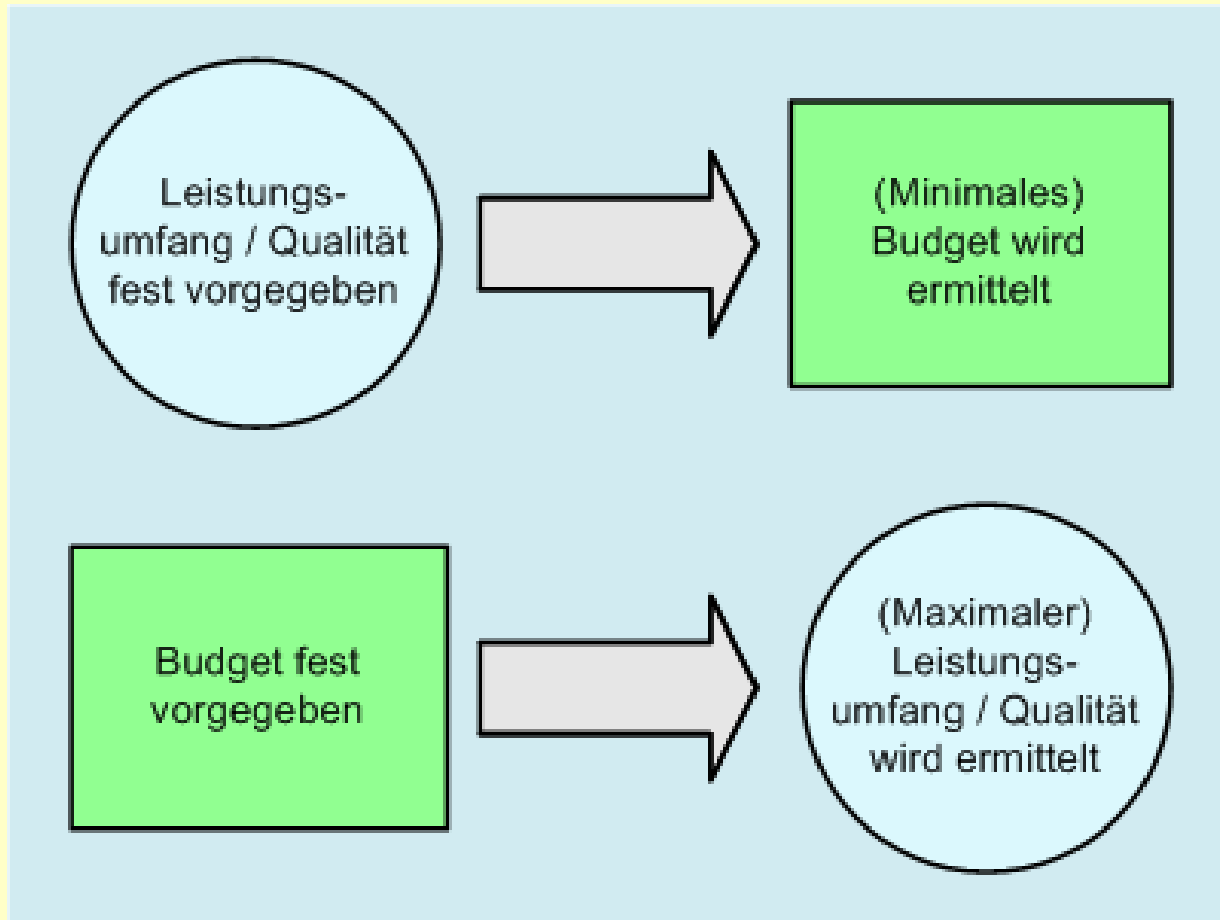 Leistungs-
umfang / Qualität
fest vorgegeben
(Minimales)
Budget wird
ermittelt
Budget fest
vorgegeben
(Maximaler)
Leistungs-
umfang / Qualität
wird ermittelt